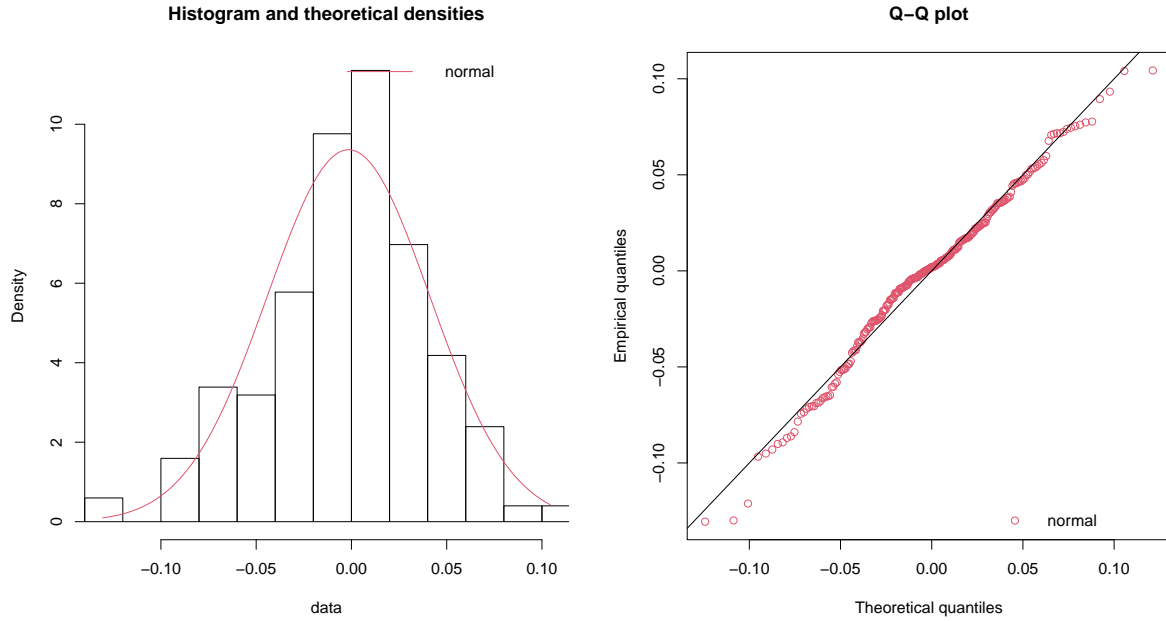 Histogram and theoretical densities
normal
Density
0
2
4
6
8
10
−0.10
−0.05
0.00
0.05
0.10
data
Q−Q plot
Empirical quantiles
−0.10
−0.05
0.00
0.05
0.10
normal
−0.10
−0.05
0.00
0.05
0.10
Theoretical quantiles